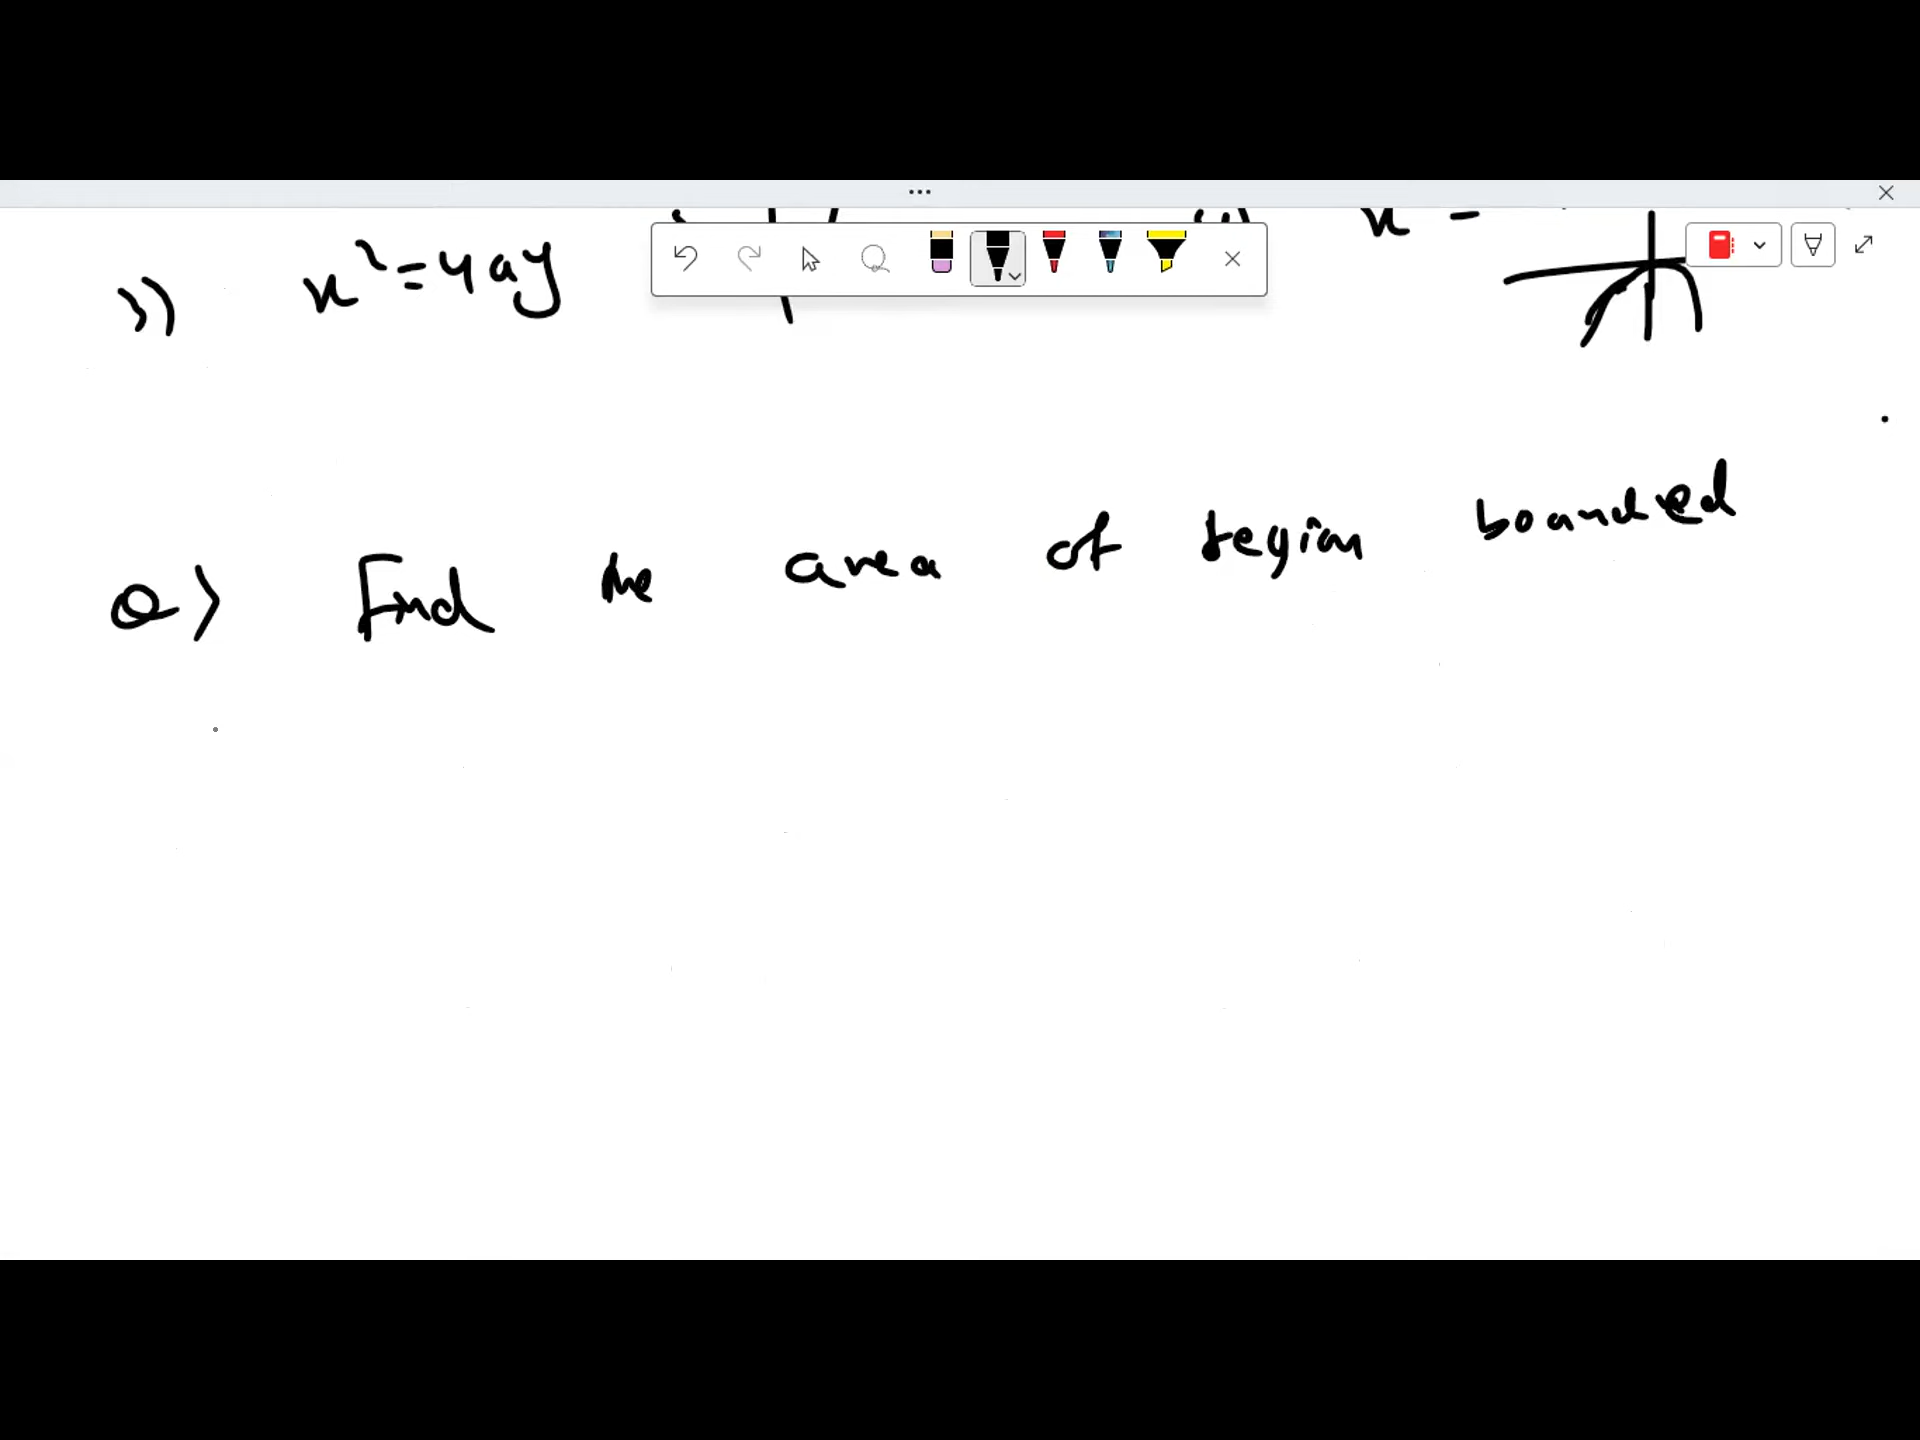 3) x²=4ay
x =
Q> Find the area of region bounded